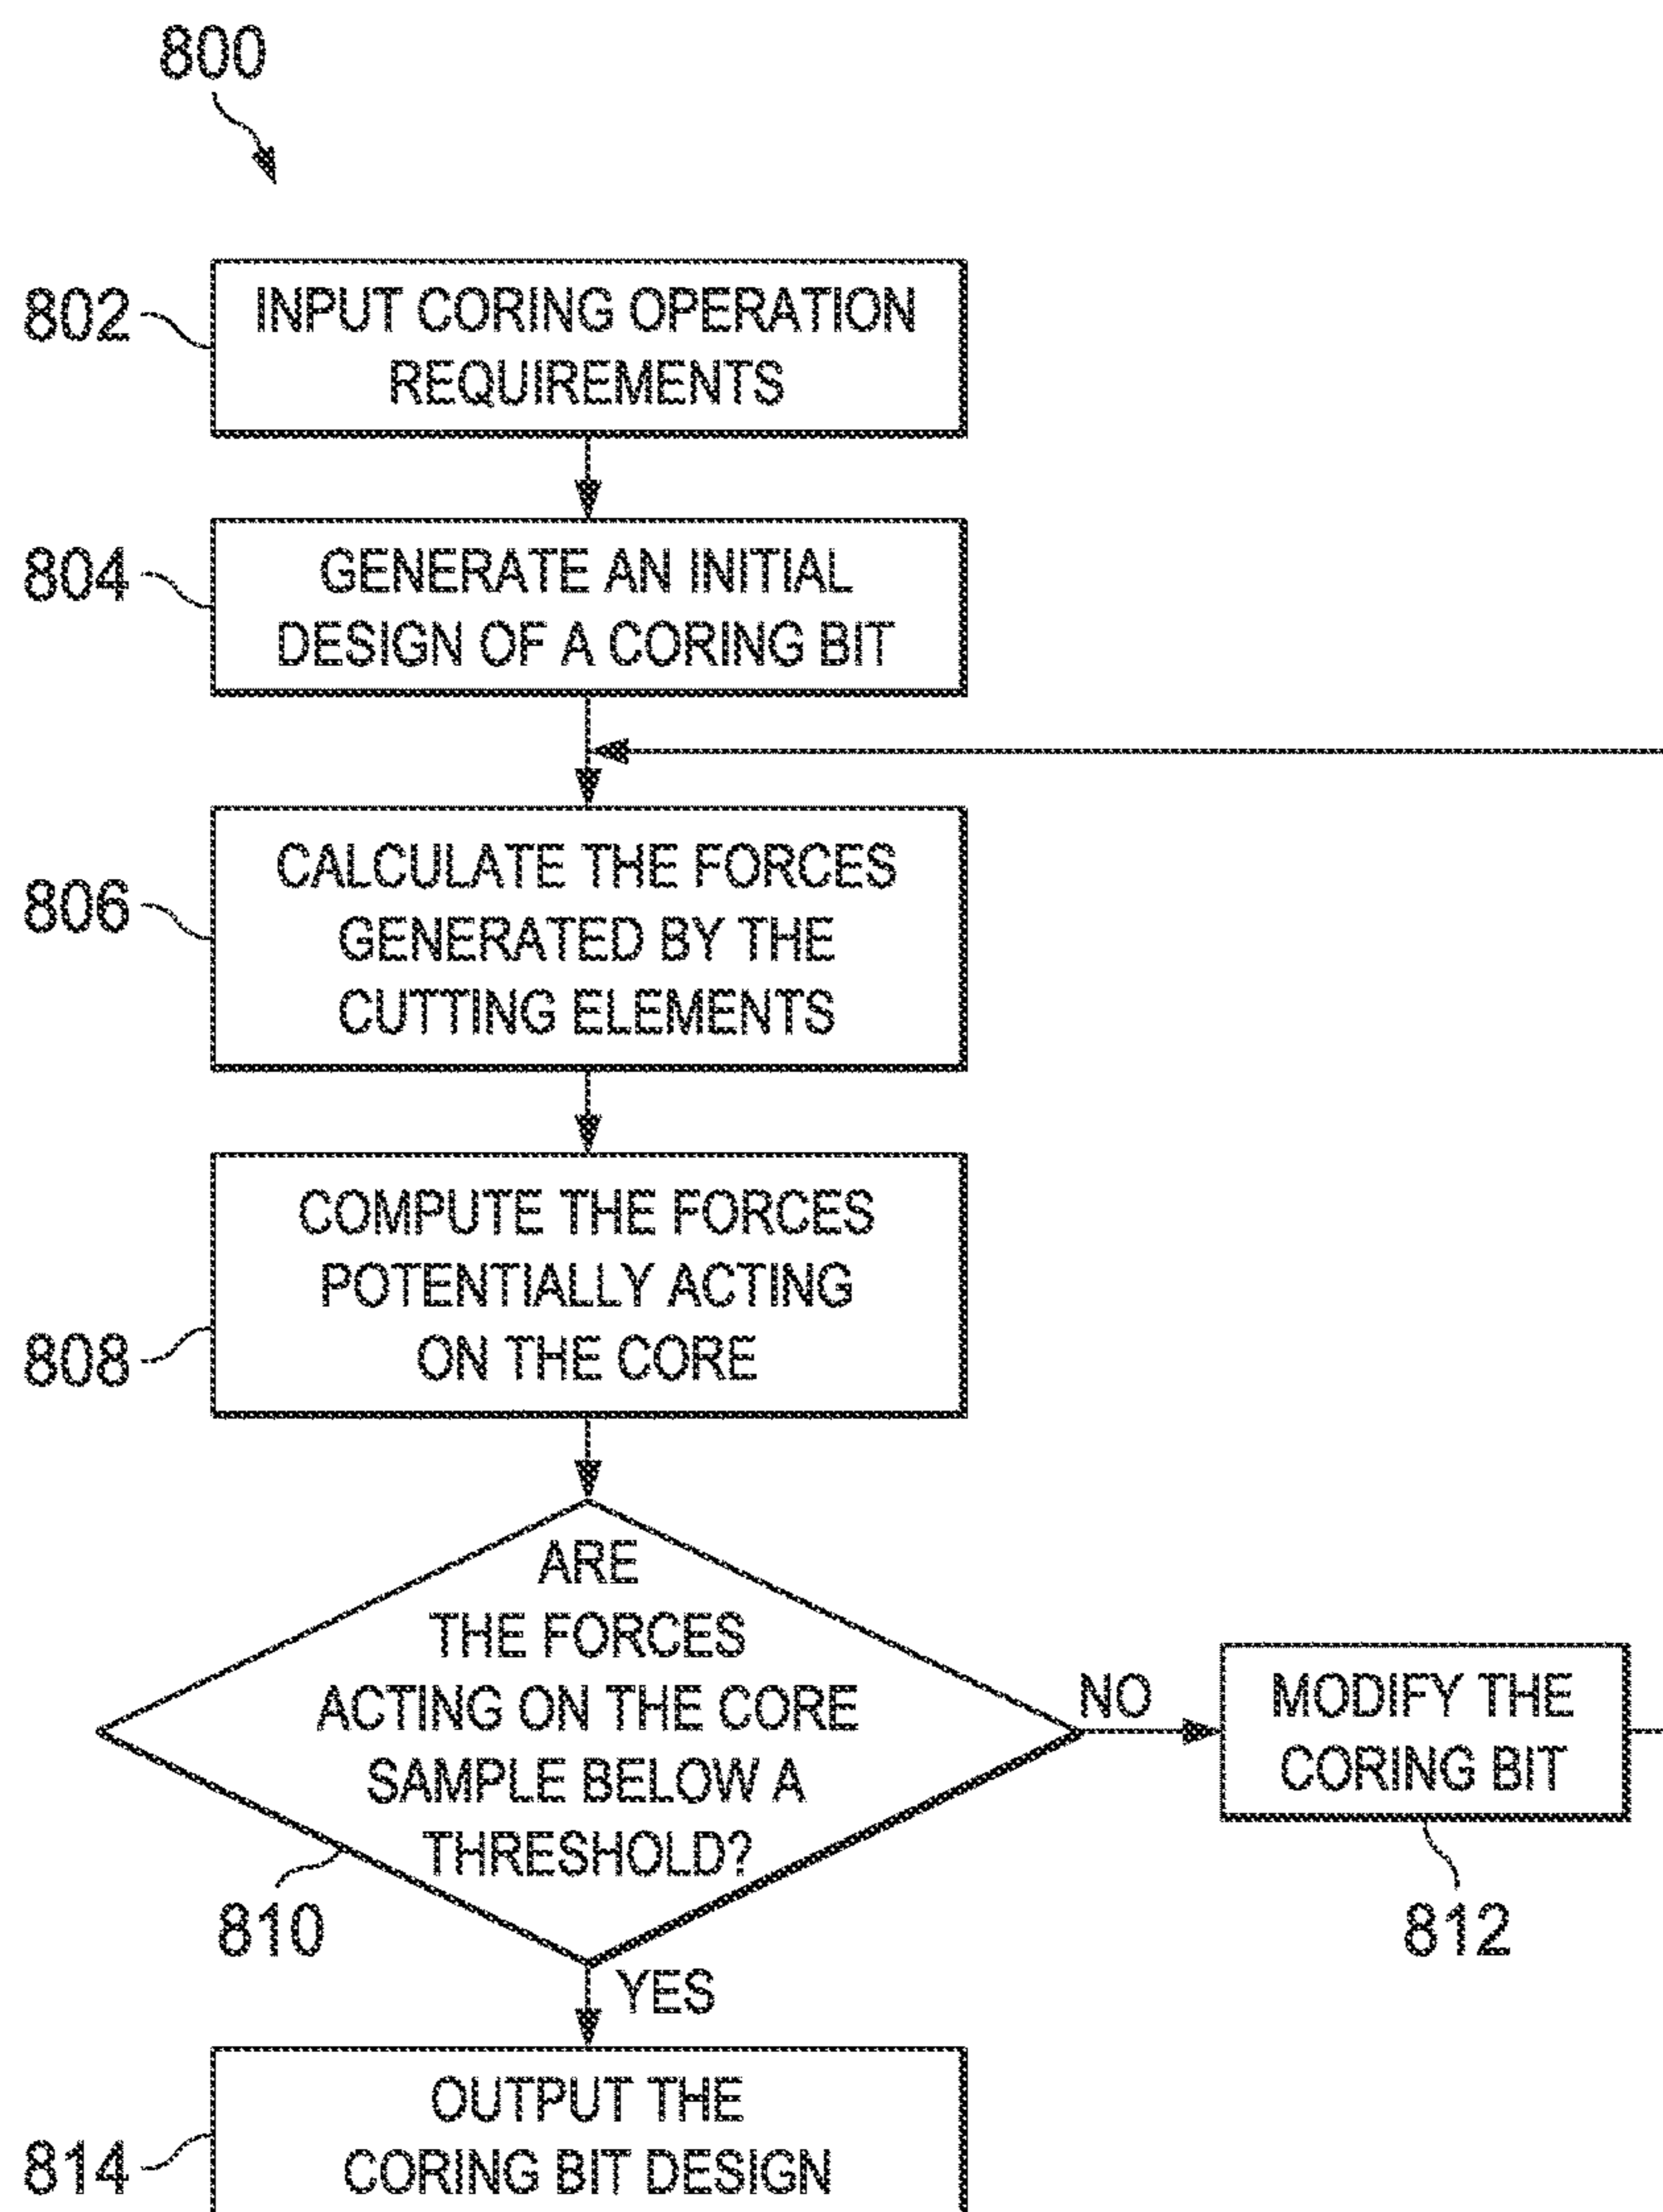 800
802
INPUT CORING OPERATION
REQUIREMENTS
804
GENERATE AN INITIAL
DESIGN OF A CORING BIT
806
CALCULATE THE FORCES
GENERATED BY THE
CUTTING ELEMENTS
808
COMPUTE THE FORCES
POTENTIALLY ACTING
ON THE CORE
ARE
THE FORCES
ACTING ON THE CORE
SAMPLE BELOW A
THRESHOLD?
810
NO
MODIFY THE
CORING BIT
812
YES
814
OUTPUT THE
CORING BIT DESIGN